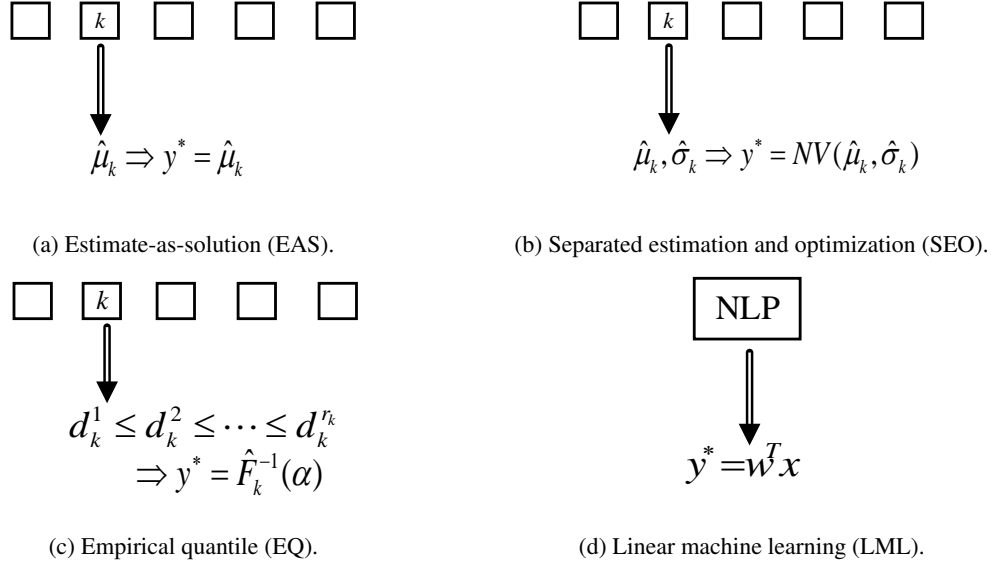 k
k
μ̂_k ⇒ y^* = μ̂_k
μ̂_k, σ̂_k ⇒ y^* = NV(μ̂_k, σ̂_k)
(a) Estimate-as-solution (EAS).
(b) Separated estimation and optimization (SEO).
k
NLP
d_k^1 ≤ d_k^2 ≤ ⋯ ≤ d_k^{r_k}
⇒ y^* = F̂_k^{-1}(α)
y^* = w^T x
(c) Empirical quantile (EQ).
(d) Linear machine learning (LML).